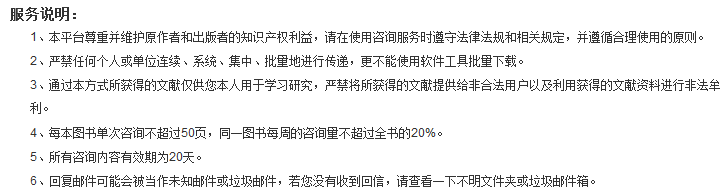 服务说明：
1、本平台尊重并维护原作者和出版者的知识产权利益，请在使用咨询服务时遵守法律法规和相关规定，并遵循合理使用的原则。
2、严禁任何个人或单位连续、系统、集中、批量地进行传递，更不能使用软件工具批量下载。
3、通过本方式所获得的文献仅供您本人用于学习研究，严禁将所获得的文献提供给非合法用户以及利用获得的文献资料进行非法牟
利。
4、每本图书单次咨询不超过50页，同一图书每周的咨询量不超过全书的20%。
5、所有咨询内容有效期为20天。
6、回复邮件可能会被当作未知邮件或垃圾邮件，若您没有收到回信，请查看一下不明文件夹或垃圾邮件箱。